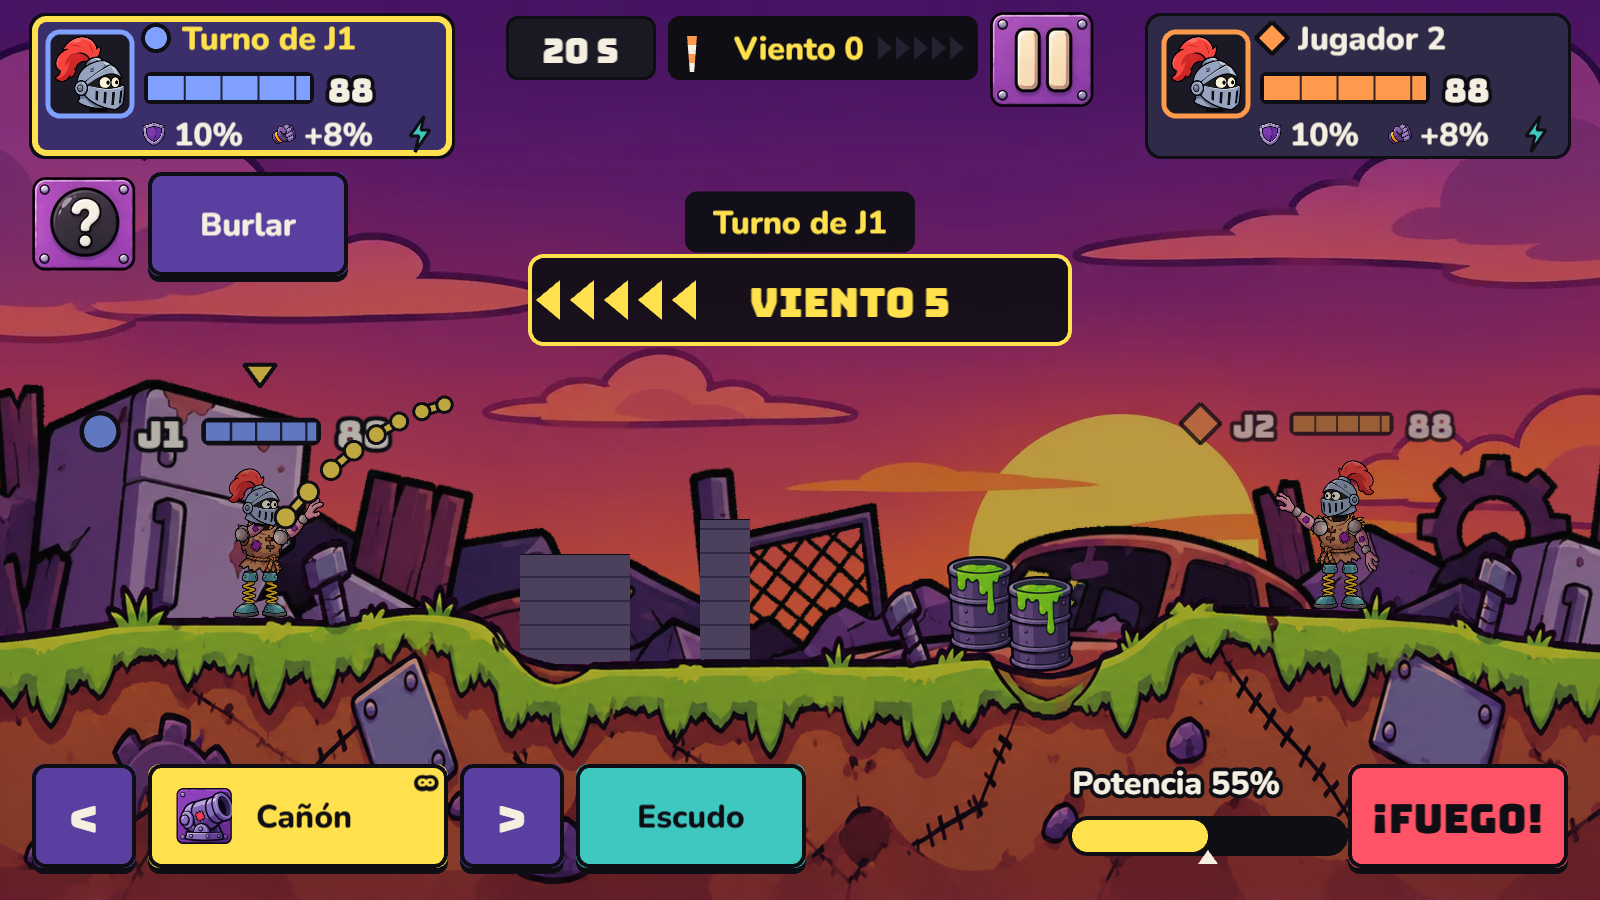 Turno de J1
88
10%
+8%
20 S
Viento 0
Jugador 2
88
10%
+8%
?
Burlar
Turno de J1
VIENTO 5
J1
J2
88
<
Cañón
∞
>
Escudo
Potencia 55%
¡FUEGO!